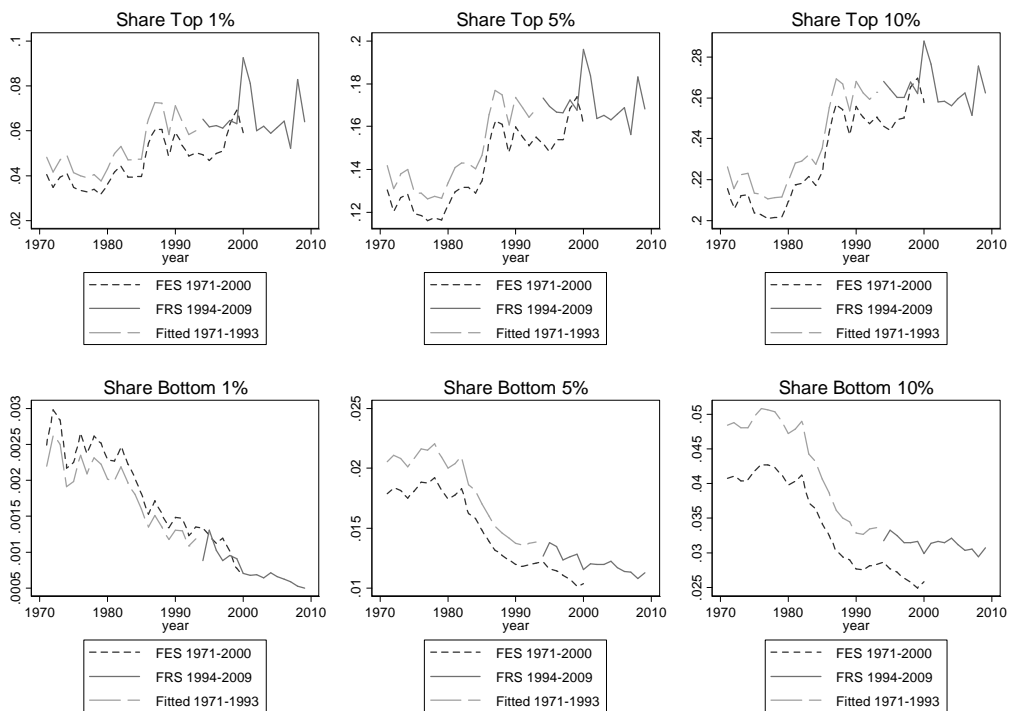 Share Top 1%
.02 .04 .06 .08 .1
1970 1980 1990 2000 2010
year
FES 1971-2000
FRS 1994-2009
Fitted 1971-1993
Share Top 5%
.12 .14 .16 .18 .2
1970 1980 1990 2000 2010
year
FES 1971-2000
FRS 1994-2009
Fitted 1971-1993
Share Top 10%
.2 .22 .24 .26 .28
1970 1980 1990 2000 2010
year
FES 1971-2000
FRS 1994-2009
Fitted 1971-1993
Share Bottom 1%
.0005 .001 .0015 .002 .0025 .003
1970 1980 1990 2000 2010
year
FES 1971-2000
FRS 1994-2009
Fitted 1971-1993
Share Bottom 5%
.01 .015 .02 .025
1970 1980 1990 2000 2010
year
FES 1971-2000
FRS 1994-2009
Fitted 1971-1993
Share Bottom 10%
.025 .03 .035 .04 .045 .05
1970 1980 1990 2000 2010
year
FES 1971-2000
FRS 1994-2009
Fitted 1971-1993